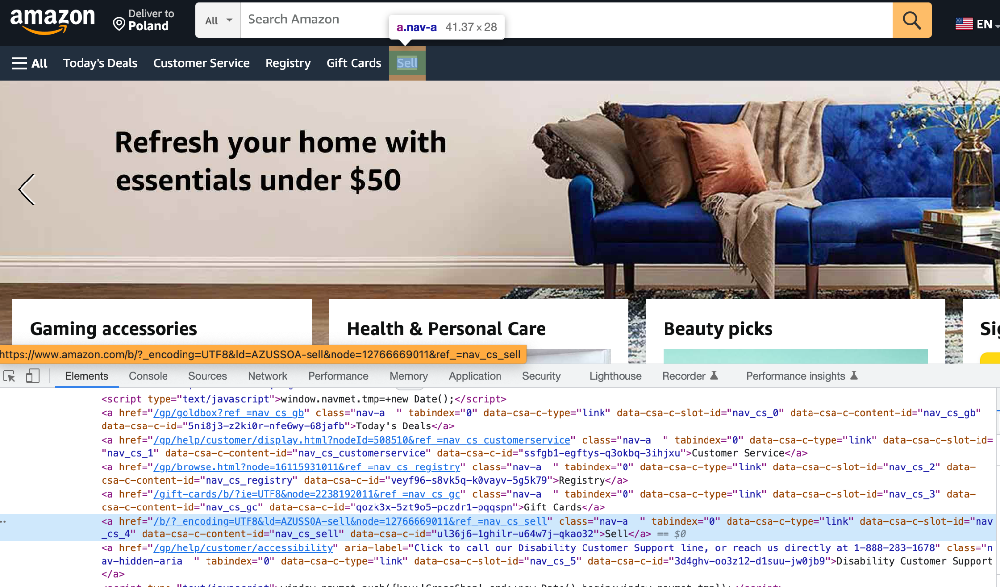 amazon
Deliver to
Poland
All
Search Amazon
a.nav-a 41.37 × 28
EN
All
Today's Deals
Customer Service
Registry
Gift Cards
Sell
Refresh your home with
essentials under $50
Gaming accessories
Health & Personal Care
Beauty picks
https://www.amazon.com/b/?_encoding=UTF8&ld=AZUSSOA-sell&node=12766669011&ref_=nav_cs_sell
Elements Console Sources Network Performance Memory Application Security Lighthouse Recorder Performance insights
<script type="text/javascript">window.navmet.tmp=+new Date();</script>
<a href="/gp/goldbox?ref_=nav_cs_gb" class="nav-a  " tabindex="0" data-csa-c-type="link" data-csa-c-slot-id="nav_cs_0" data-csa-c-content-id="nav_cs_gb"
data-csa-c-id="5ni8j3-z2ki0r-nfe6wy-68jafb">Today's Deals</a>
<a href="/gp/help/customer/display.html?nodeId=508510&ref_=nav_cs_customerservice" class="nav-a  " tabindex="0" data-csa-c-type="link" data-csa-c-slot-id=
"nav_cs_1" data-csa-c-content-id="nav_cs_customerservice" data-csa-c-id="ssfgb1-egftys-q3okbq-3ihjxu">Customer Service</a>
<a href="/gp/browse.html?node=16115931011&ref_=nav_cs_registry" class="nav-a  " tabindex="0" data-csa-c-type="link" data-csa-c-slot-id="nav_cs_2" data-
csa-c-content-id="nav_cs_registry" data-csa-c-id="veyf96-s8vk5q-k0vayv-5g5k79">Registry</a>
<a href="/gift-cards/b/?ie=UTF8&node=2238192011&ref_=nav_cs_gc" class="nav-a  " tabindex="0" data-csa-c-type="link" data-csa-c-slot-id="nav_cs_3" data-
csa-c-content-id="nav_cs_gc" data-csa-c-id="qozk3x-5zt9o5-pczdr1-pqqspn">Gift Cards</a>
<a href="/b/?_encoding=UTF8&ld=AZUSSOA-sell&node=12766669011&ref_=nav_cs_sell" class="nav-a  " tabindex="0" data-csa-c-type="link" data-csa-c-slot-id="nav
_cs_4" data-csa-c-content-id="nav_cs_sell" data-csa-c-id="ul36j6-1ghilr-u64w7j-qkao32">Sell</a> == $0
<a href="/gp/help/customer/accessibility" aria-label="Click to call our Disability Customer Support line, or reach us directly at 1-888-283-1678" class="n
av-hidden-aria  " tabindex="0" data-csa-c-type="link" data-csa-c-slot-id="nav_cs_5" data-csa-c-id="3d4ghv-oo3z12-d1suu-jw0jb9">Disability Customer Support
</a>